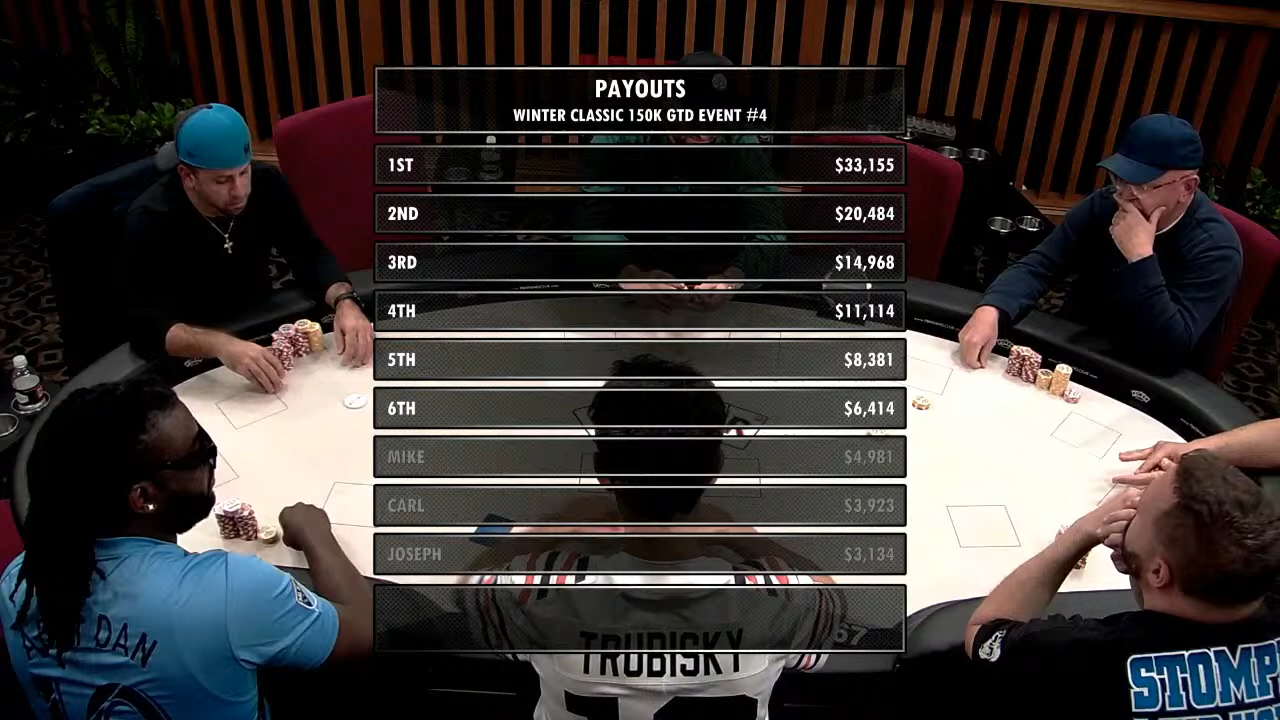 PAYOUTS
WINTER CLASSIC 150K GTD EVENT #4
1ST $33,155
2ND $20,484
3RD $14,968
4TH $11,114
5TH $8,381
6TH $6,414
MIKE $4,981
CARL $3,923
JOSEPH $3,134
DAN
TRUBISKY
STOMP